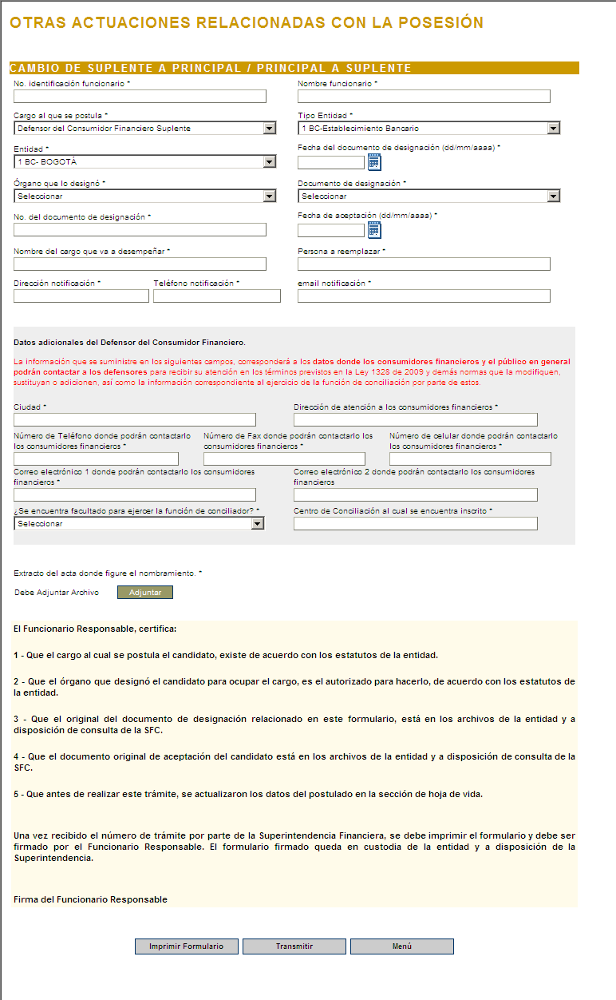 OTRAS ACTUACIONES RELACIONADAS CON LA POSESIÓN
CAMBIO DE SUPLENTE A PRINCIPAL / PRINCIPAL A SUPLENTE
No. identificación funcionario * Nombre funcionario *
Cargo al que se postula * Tipo Entidad *
Defensor del Consumidor Financiero Suplente 1 BC-Establecimiento Bancario
Entidad * Fecha del documento de designación (dd/mm/aaaa) *
1 BC- BOGOTÁ
Órgano que lo designó * Documento de designación *
Seleccionar Seleccionar
No. del documento de designación * Fecha de aceptación (dd/mm/aaaa) *
Nombre del cargo que va a desempeñar * Persona a reemplazar *
Dirección notificación * Teléfono notificación * email notificación *
Datos adicionales del Defensor del Consumidor Financiero.
La información que se suministre en los siguientes campos, corresponderá a los datos donde los consumidores financieros y el público en general
podrán contactar a los defensores para recibir su atención en los términos previstos en la Ley 1328 de 2009 y demás normas que la modifiquen,
sustituyan o adicionen, así como la información correspondiente al ejercicio de la función de conciliación por parte de estos.
Ciudad * Dirección de atención a los consumidores financieros *
Número de Teléfono donde podrán contactarlo Número de Fax donde podrán contactarlo los Número de celular donde podrán contactarlo
los consumidores financieros * consumidores financieros * los consumidores financieros *
Correo electrónico 1 donde podrán contactarlo los consumidores Correo electrónico 2 donde podrán contactarlo los consumidores
financieros * financieros
¿Se encuentra facultado para ejercer la función de conciliador? * Centro de Conciliación al cual se encuentra inscrito *
Seleccionar
Extracto del acta donde figure el nombramiento. *
Debe Adjuntar Archivo Adjuntar
El Funcionario Responsable, certifica:
1 - Que el cargo al cual se postula el candidato, existe de acuerdo con los estatutos de la entidad.
2 - Que el órgano que designó el candidato para ocupar el cargo, es el autorizado para hacerlo, de acuerdo con los estatutos de
la entidad.
3 - Que el original del documento de designación relacionado en este formulario, está en los archivos de la entidad y a
disposición de consulta de la SFC.
4 - Que el documento original de aceptación del candidato está en los archivos de la entidad y a disposición de consulta de la
SFC.
5 - Que antes de realizar este trámite, se actualizaron los datos del postulado en la sección de hoja de vida.
Una vez recibido el número de trámite por parte de la Superintendencia Financiera, se debe imprimir el formulario y debe ser
firmado por el Funcionario Responsable. El formulario firmado queda en custodia de la entidad y a disposición de la
Superintendencia.
Firma del Funcionario Responsable
Imprimir Formulario Transmitir Menú